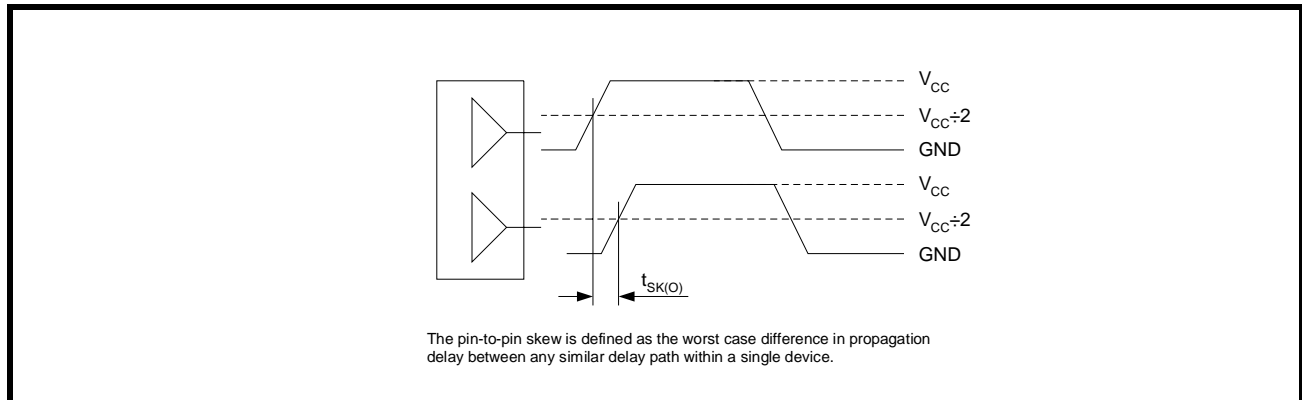 V_CC
V_CC÷2
GND
V_CC
V_CC÷2
GND
t_SK(O)
The pin-to-pin skew is defined as the worst case difference in propagation
delay between any similar delay path within a single device.